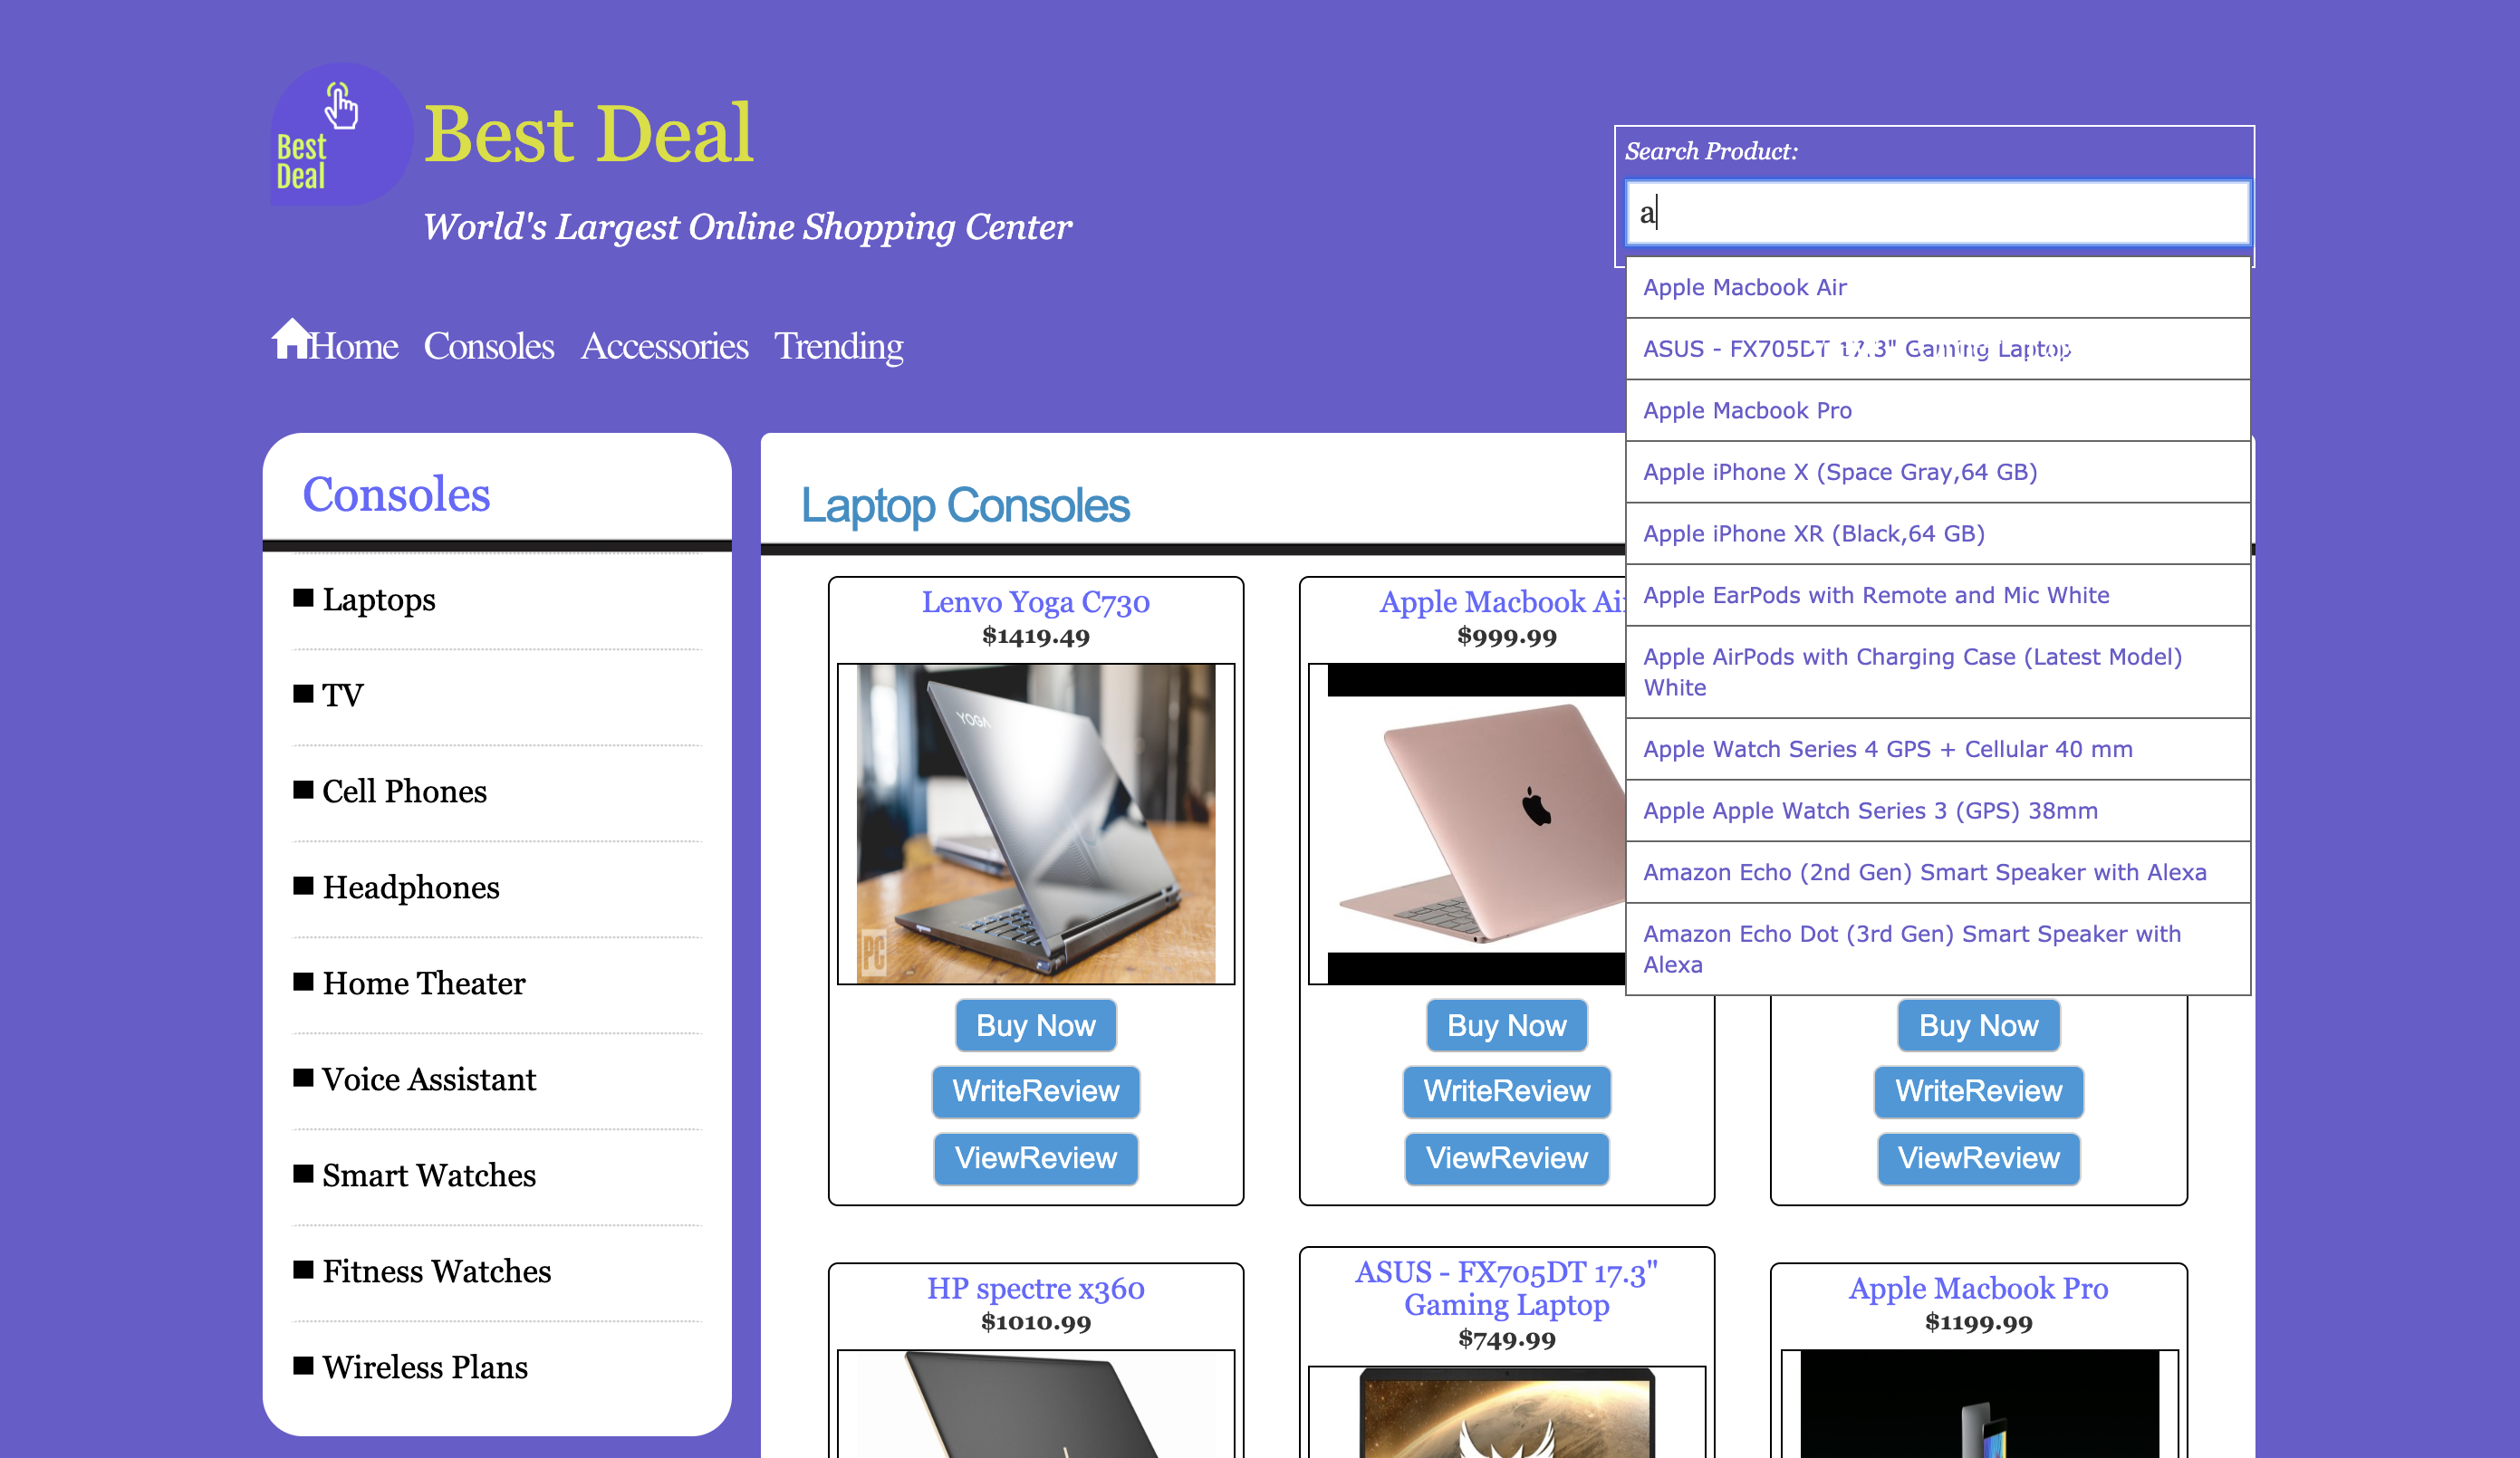 Best
Deal
Best Deal
World's Largest Online Shopping Center
Search Product:
a
Home Consoles Accessories Trending
Apple Macbook Air
ASUS - FX705DT 17.3" Gaming Laptop
Apple Macbook Pro
Apple iPhone X (Space Gray,64 GB)
Apple iPhone XR (Black,64 GB)
Apple EarPods with Remote and Mic White
Apple AirPods with Charging Case (Latest Model)
White
Apple Watch Series 4 GPS + Cellular 40 mm
Apple Apple Watch Series 3 (GPS) 38mm
Amazon Echo (2nd Gen) Smart Speaker with Alexa
Amazon Echo Dot (3rd Gen) Smart Speaker with
Alexa
Consoles
Laptops
TV
Cell Phones
Headphones
Home Theater
Voice Assistant
Smart Watches
Fitness Watches
Wireless Plans
Laptop Consoles
Lenvo Yoga C730
$1419.49
YOGA
PC
Buy Now
WriteReview
ViewReview
Apple Macbook Air
$999.99
Buy Now
WriteReview
ViewReview
Buy Now
WriteReview
ViewReview
HP spectre x360
$1010.99
ASUS - FX705DT 17.3"
Gaming Laptop
$749.99
Apple Macbook Pro
$1199.99